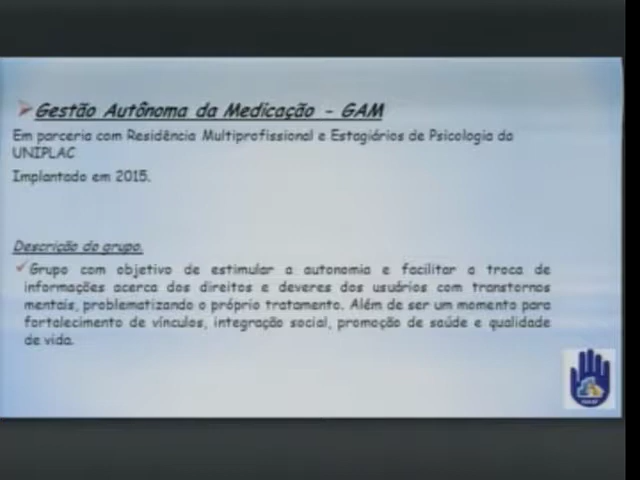 Gestão Autônoma da Medicação - GAM
Em parceria com Residência Multiprofissional e Estagiários de Psicologia da
UNIPLAC
Implantado em 2015.
Descrição do grupo.
Grupo com objetivo de estimular a autonomia e facilitar a troca de
informações acerca dos direitos e deveres dos usuários com transtornos
mentais, problematizando o próprio tratamento. Além de ser um momento para
fortalecimento de vínculos, integração social, promoção de saúde e qualidade
de vida.